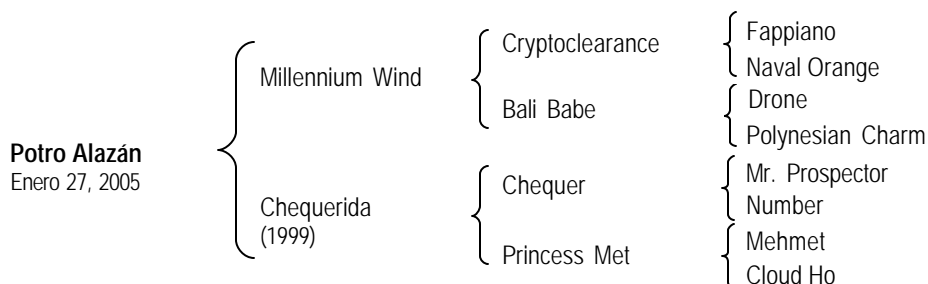 Potro Alazán
Enero 27, 2005
Millennium Wind
Chequerida
(1999)
Cryptoclearance
Bali Babe
Chequer
Princess Met
Fappiano
Naval Orange
Drone
Polynesian Charm
Mr. Prospector
Number
Mehmet
Cloud Ho